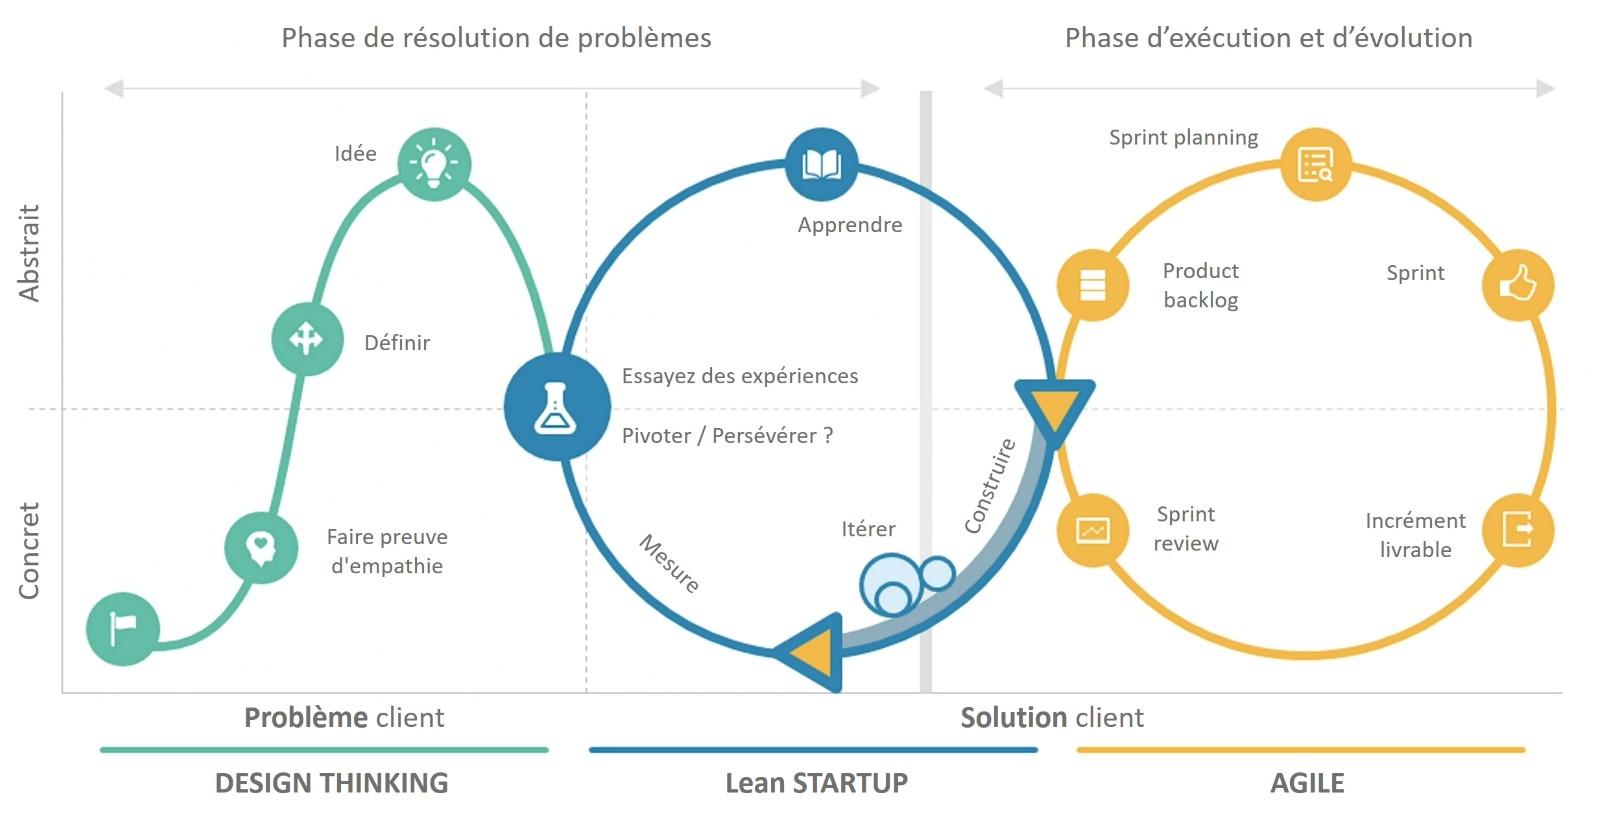 Phase de résolution de problèmes
Phase d’exécution et d’évolution
Abstrait
Concret
Idée
Définir
Faire preuve
d'empathie
Apprendre
Essayez des expériences
Pivoter / Persévérer ?
Mesure
Itérer
Construire
Sprint planning
Product
backlog
Sprint
Sprint
review
Incrément
livrable
Problème client
Solution client
DESIGN THINKING
Lean STARTUP
AGILE